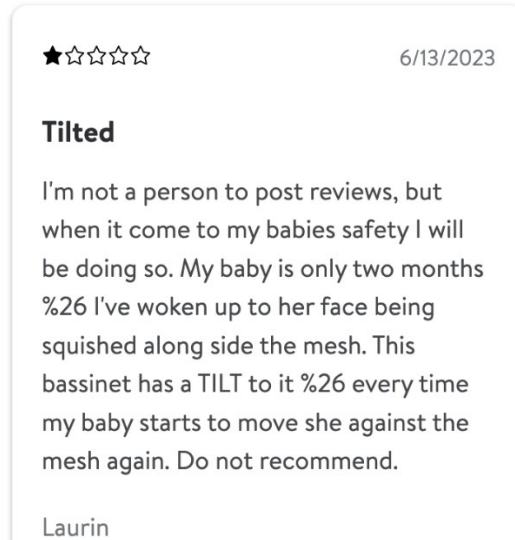 6/13/2023
Tilted
I'm not a person to post reviews, but
when it come to my babies safety I will
be doing so. My baby is only two months
%26 I've woken up to her face being
squished along side the mesh. This
bassinet has a TILT to it %26 every time
my baby starts to move she against the
mesh again. Do not recommend.
Laurin